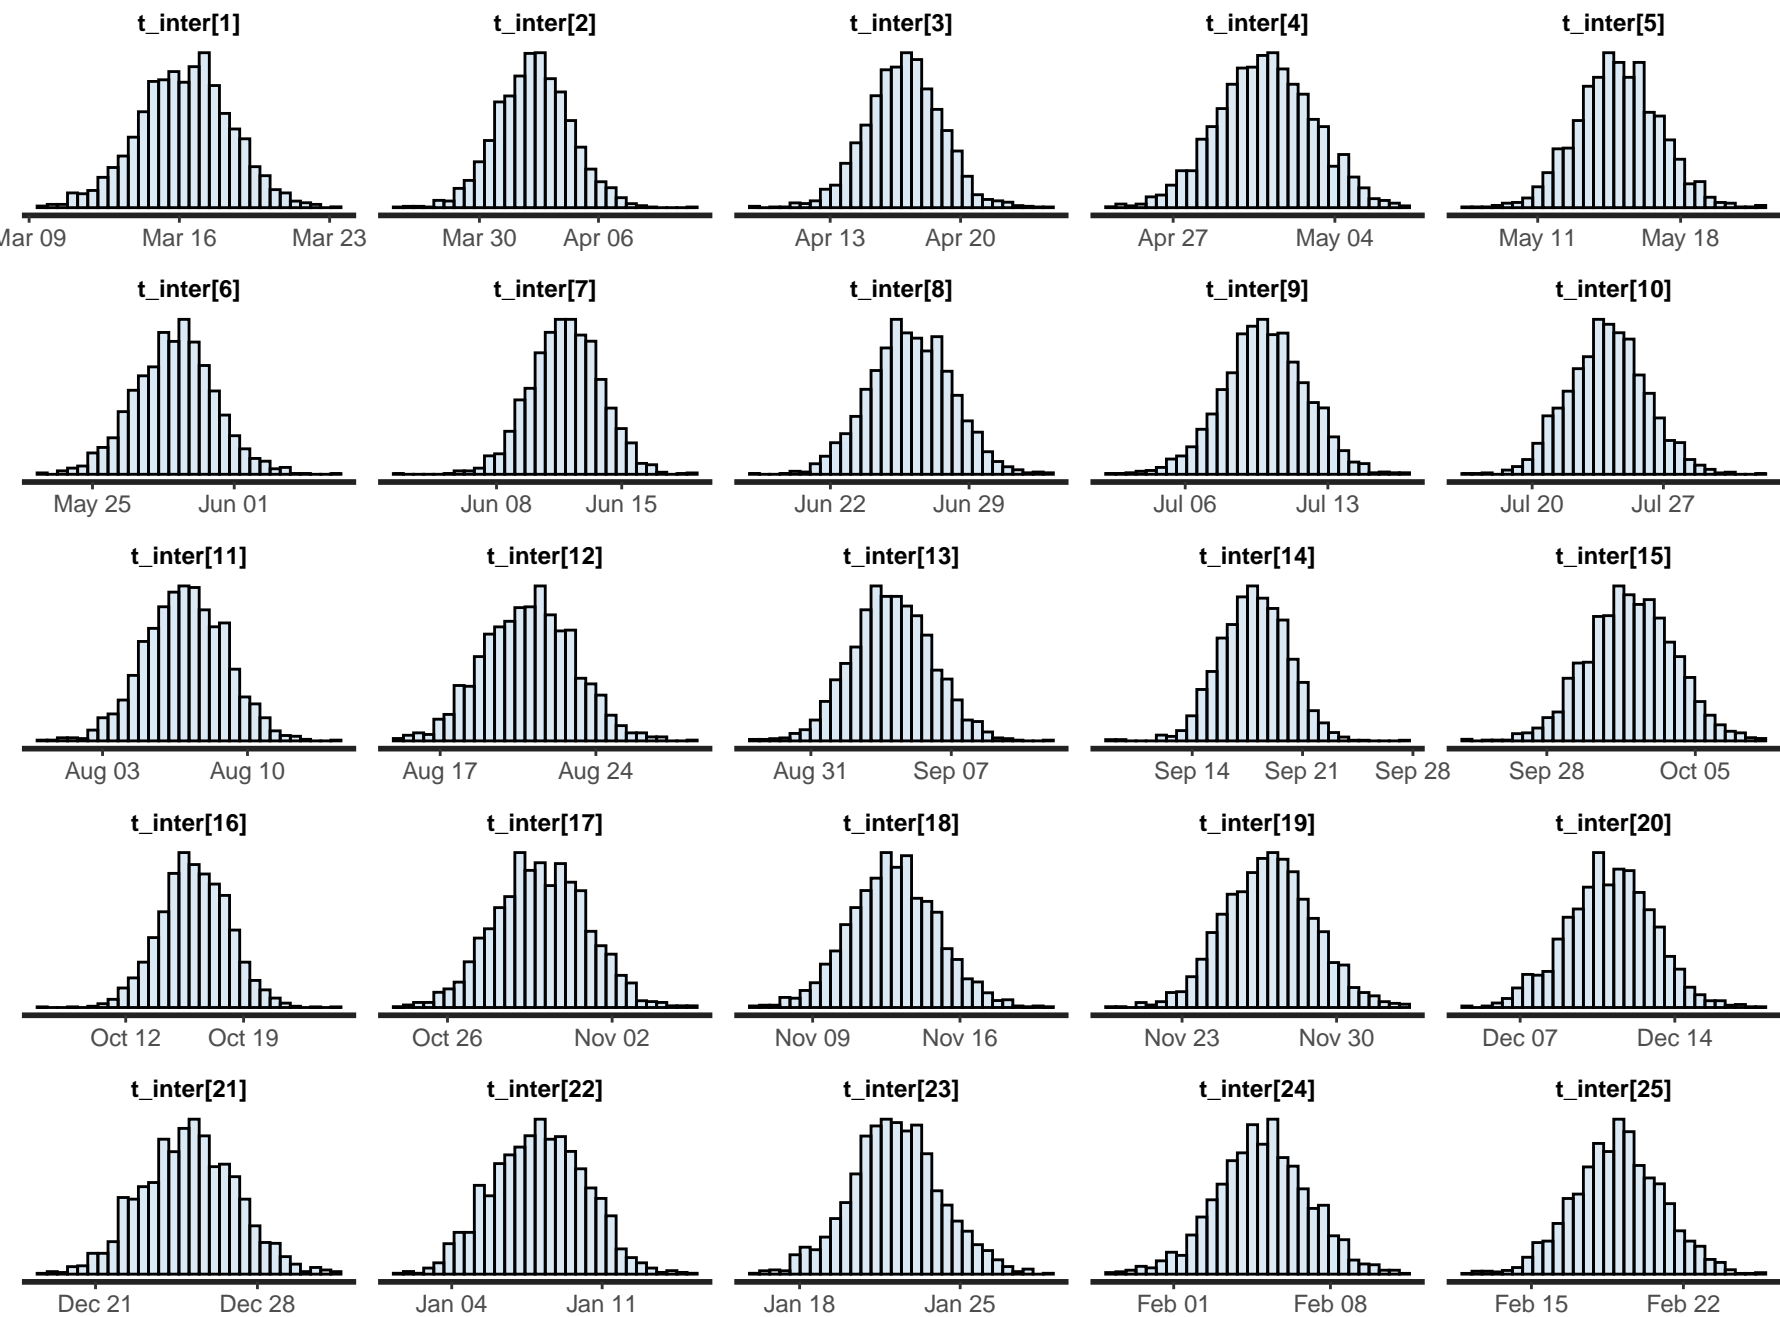 t_inter[1] t_inter[2] t_inter[3] t_inter[4] t_inter[5]
Mar 09 Mar 16 Mar 23 Mar 30 Apr 06 Apr 13 Apr 20 Apr 27 May 04 May 11 May 18
t_inter[6] t_inter[7] t_inter[8] t_inter[9] t_inter[10]
May 25 Jun 01 Jun 08 Jun 15 Jun 22 Jun 29 Jul 06 Jul 13 Jul 20 Jul 27
t_inter[11] t_inter[12] t_inter[13] t_inter[14] t_inter[15]
Aug 03 Aug 10 Aug 17 Aug 24 Aug 31 Sep 07 Sep 14 Sep 21 Sep 28 Sep 28 Oct 05
t_inter[16] t_inter[17] t_inter[18] t_inter[19] t_inter[20]
Oct 12 Oct 19 Oct 26 Nov 02 Nov 09 Nov 16 Nov 23 Nov 30 Dec 07 Dec 14
t_inter[21] t_inter[22] t_inter[23] t_inter[24] t_inter[25]
Dec 21 Dec 28 Jan 04 Jan 11 Jan 18 Jan 25 Feb 01 Feb 08 Feb 15 Feb 22